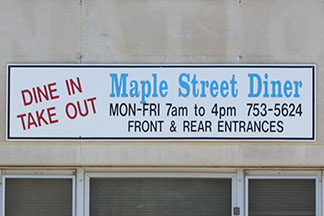 DINE IN
TAKE OUT
Maple Street Diner
MON-FRI 7am to 4pm 753-5624
FRONT & REAR ENTRANCES